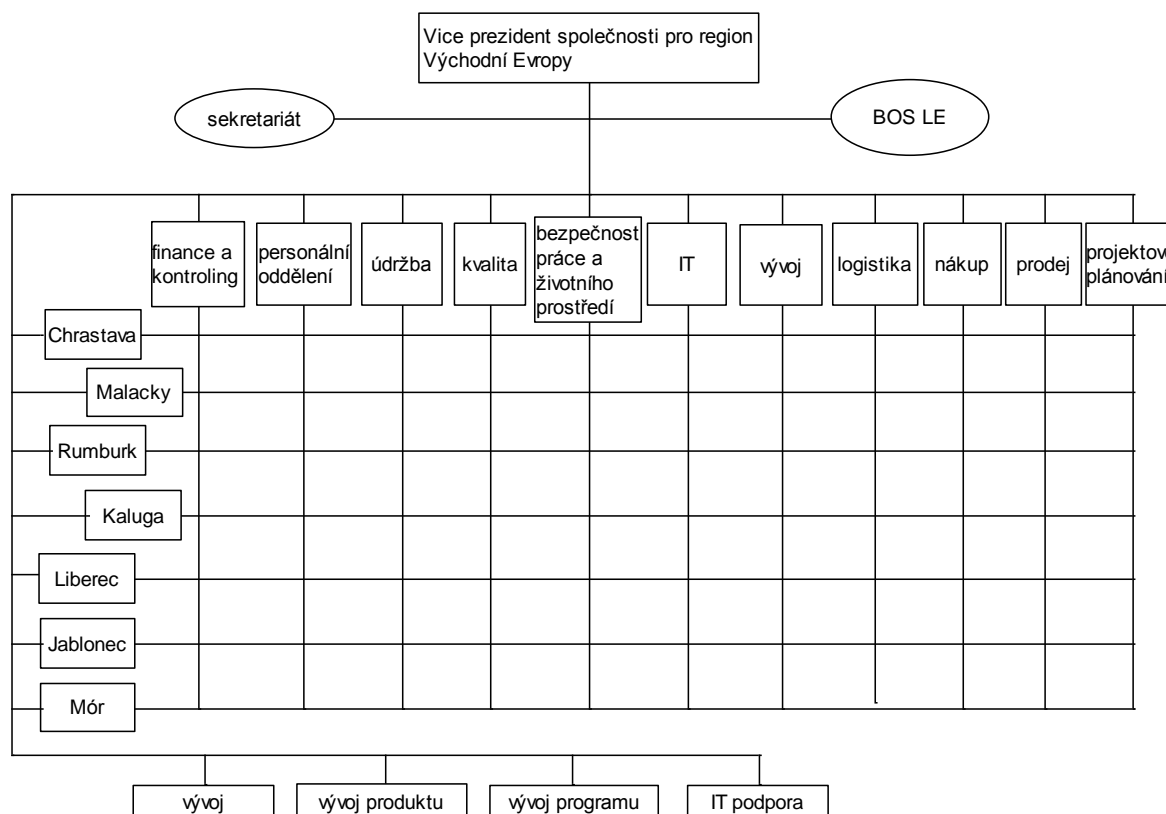 Vice prezident společnosti pro region
Východní Evropy
sekretariát
BOS LE
finance a
kontroling
personální
oddělení
údržba
kvalita
bezpečnost
práce a
životního
prostředí
IT
vývoj
logistika
nákup
prodej
projektov
plánování
Chrastava
Malacky
Rumburk
Kaluga
Liberec
Jablonec
Mór
vývoj
vývoj produktu
vývoj programu
IT podpora